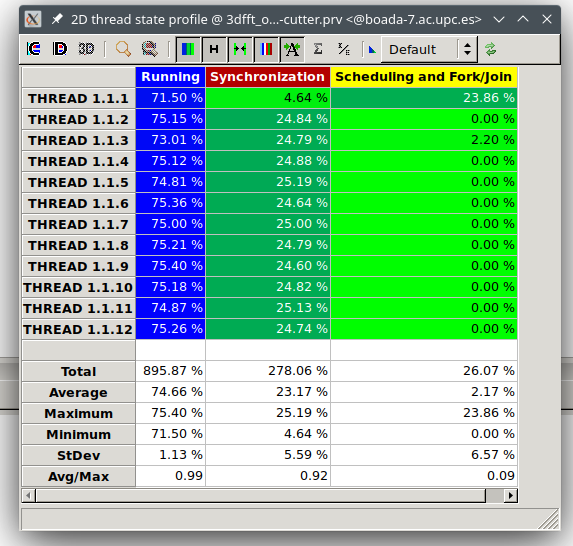 2D thread state profile @ 3dfft_o...-cutter.prv <@boada-7.ac.upc.es>
3D H A Σ Default
Running Synchronization Scheduling and Fork/Join
THREAD 1.1.1 71.50 % 4.64 % 23.86 %
THREAD 1.1.2 75.15 % 24.84 % 0.00 %
THREAD 1.1.3 73.01 % 24.79 % 2.20 %
THREAD 1.1.4 75.12 % 24.88 % 0.00 %
THREAD 1.1.5 74.81 % 25.19 % 0.00 %
THREAD 1.1.6 75.36 % 24.64 % 0.00 %
THREAD 1.1.7 75.00 % 25.00 % 0.00 %
THREAD 1.1.8 75.21 % 24.79 % 0.00 %
THREAD 1.1.9 75.40 % 24.60 % 0.00 %
THREAD 1.1.10 75.18 % 24.82 % 0.00 %
THREAD 1.1.11 74.87 % 25.13 % 0.00 %
THREAD 1.1.12 75.26 % 24.74 % 0.00 %
Total 895.87 % 278.06 % 26.07 %
Average 74.66 % 23.17 % 2.17 %
Maximum 75.40 % 25.19 % 23.86 %
Minimum 71.50 % 4.64 % 0.00 %
StDev 1.13 % 5.59 % 6.57 %
Avg/Max 0.99 0.92 0.09